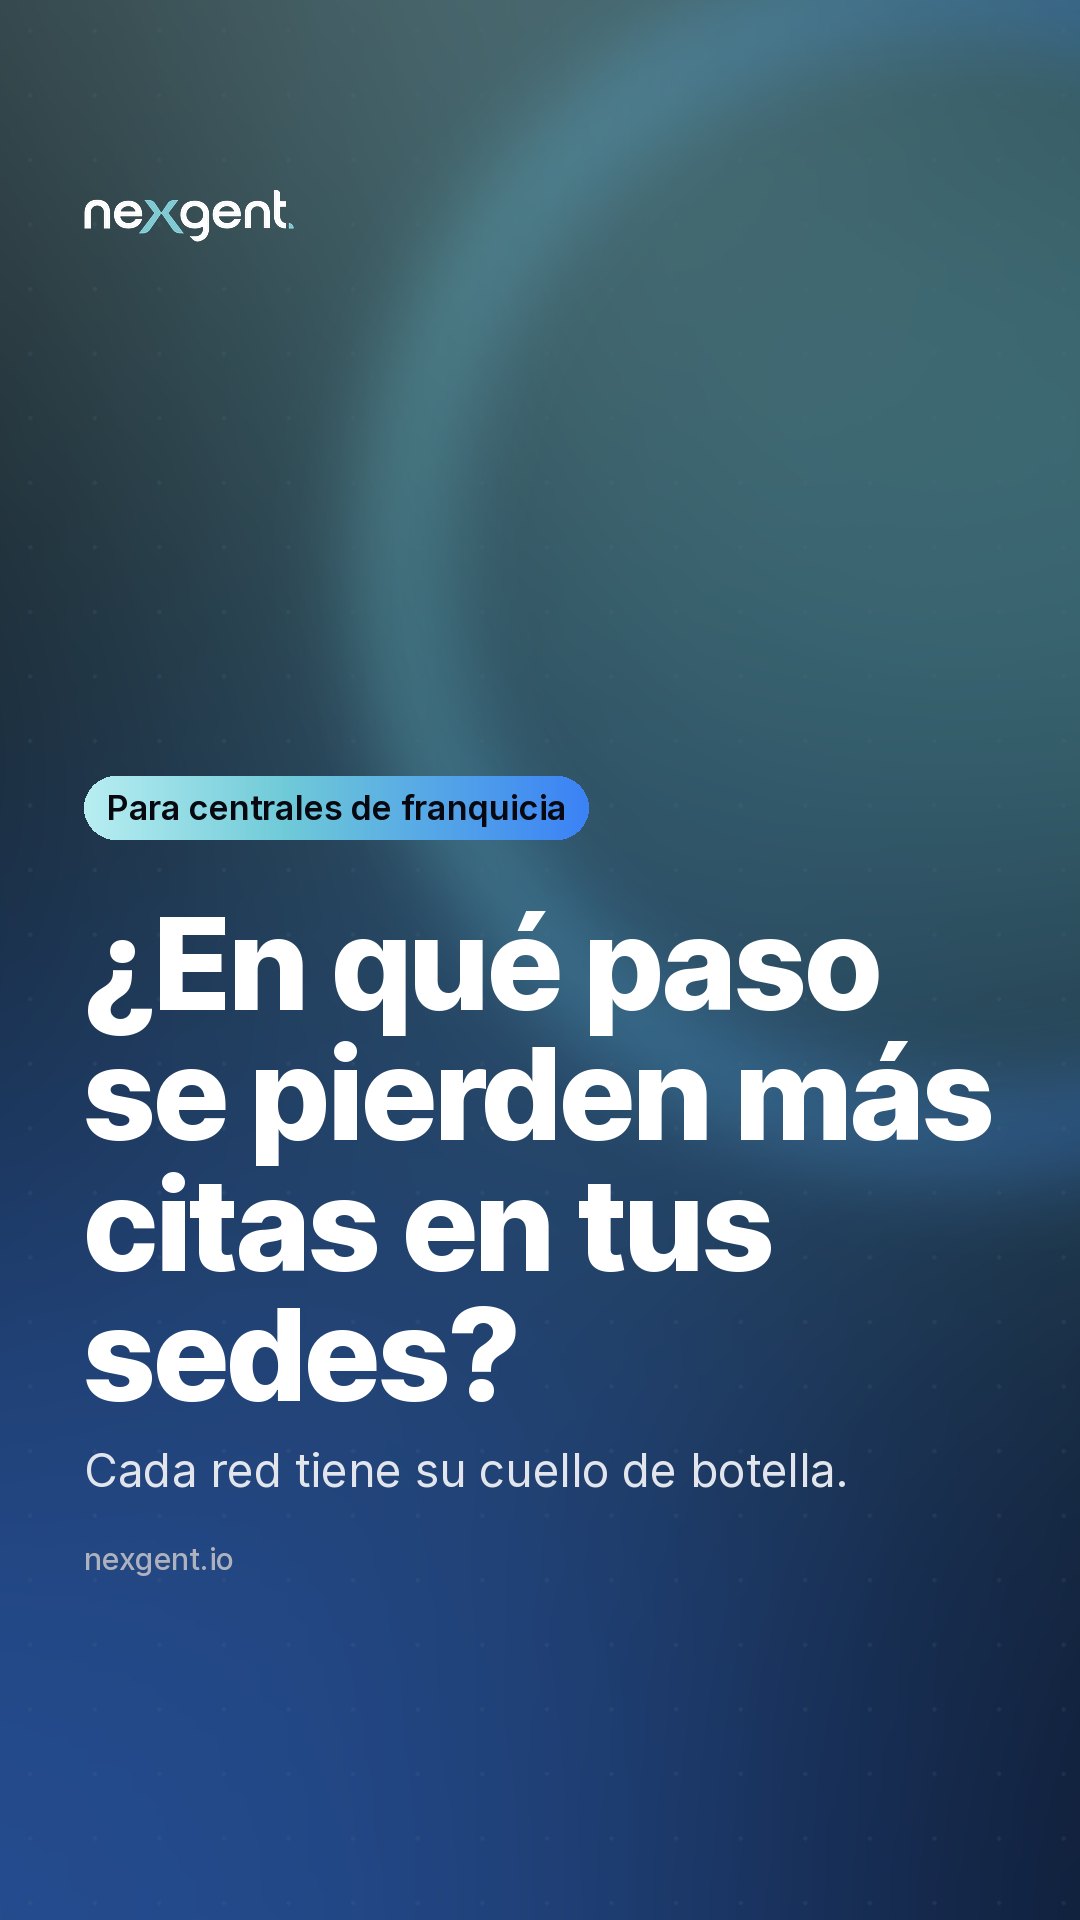 nexgent.
Para centrales de franquicia
¿En qué paso
se pierden más
citas en tus
sedes?
Cada red tiene su cuello de botella.
nexgent.io